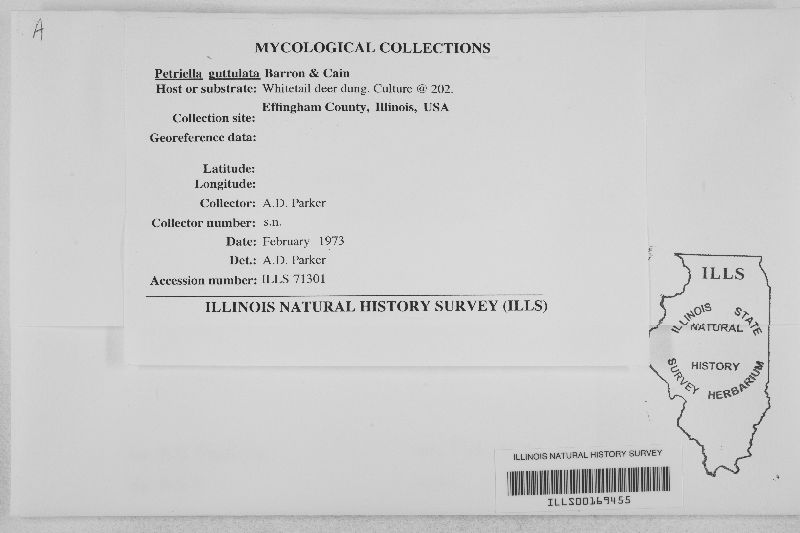 A
MYCOLOGICAL COLLECTIONS
Petriella guttulata Barron & Cain
Host or substrate: Whitetail deer dung. Culture @ 202.
Effingham County, Illinois, USA
Collection site:
Georeference data:
Latitude:
Longitude:
Collector: A.D. Parker
Collector number: s.n.
Date: February 1973
Det.: A.D. Parker
Accession number: ILLS 71301
ILLINOIS NATURAL HISTORY SURVEY (ILLS)
ILLS
ILLINOIS STATE
NATURAL
HISTORY
SURVEY HERBARIUM
ILLINOIS NATURAL HISTORY SURVEY
ILLS00169455